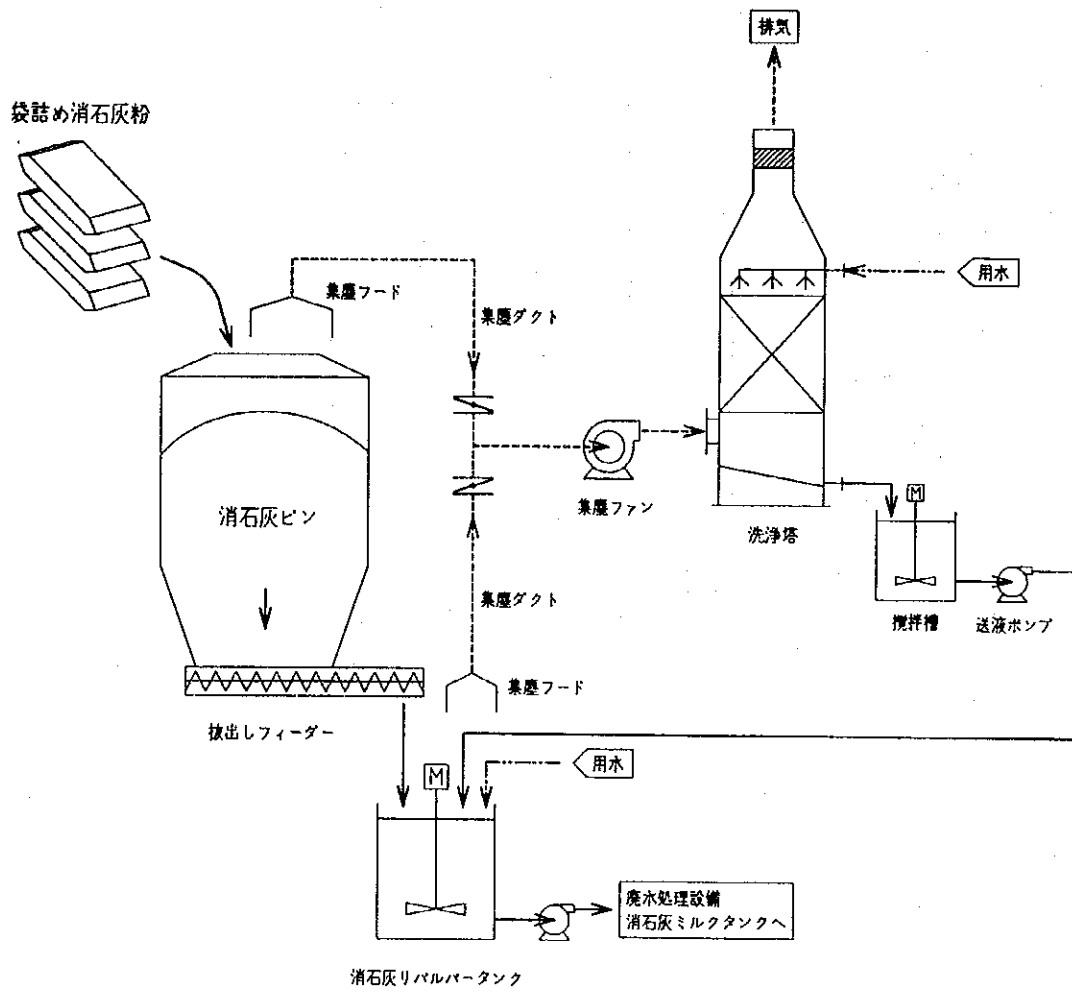 排気
袋詰め消石灰粉
集塵フード
用水
集塵ダクト
消石灰ビン
集塵ファン
洗浄塔
M
集塵ダクト
撹拌槽
送液ポンプ
集塵フード
抜出しフィーダー
用水
M
廃水処理設備
消石灰ミルクタンクへ
消石灰リパルパータンク